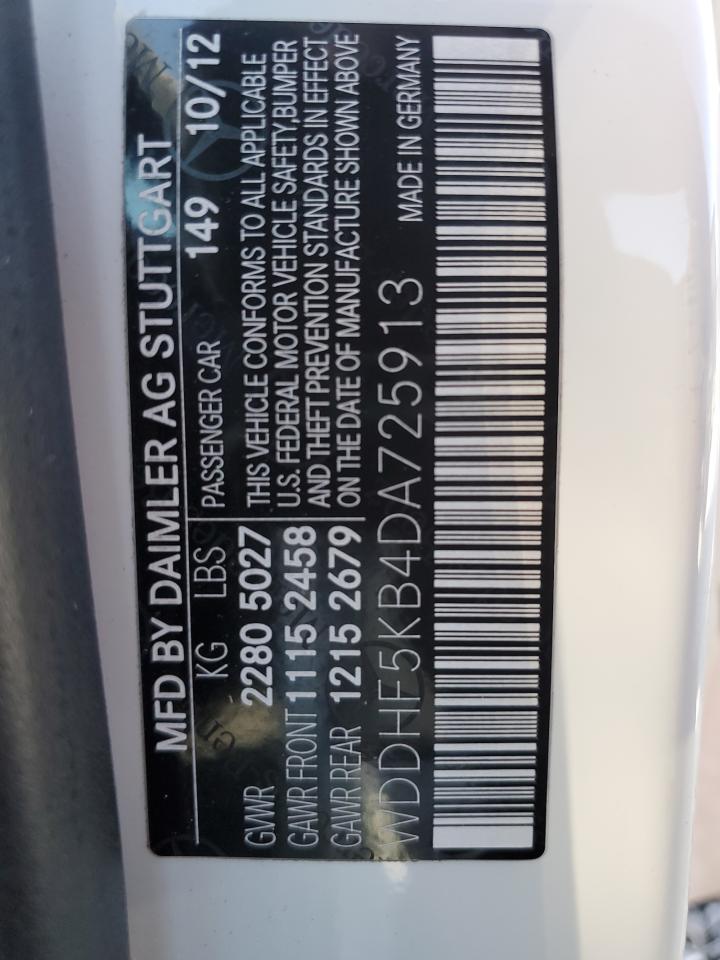 MFD BY DAIMLER AG STUTTGART
149 10/12
KG LBS PASSENGER CAR
GVWR 2280 5027 THIS VEHICLE CONFORMS TO ALL APPLICABLE
GAWR FRONT 1115 2458 U.S. FEDERAL MOTOR VEHICLE SAFETY,BUMPER
AND THEFT PREVENTION STANDARDS IN EFFECT
GAWR REAR 1215 2679 ON THE DATE OF MANUFACTURE SHOWN ABOVE
WDDHF5KB4DA725913 MADE IN GERMANY